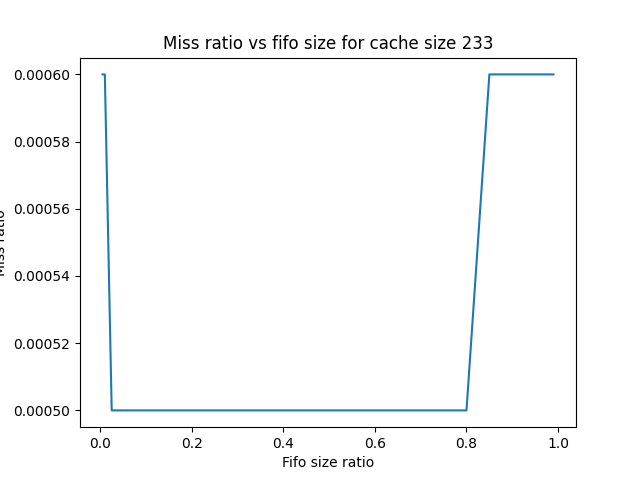 Miss ratio vs fifo size for cache size 233
0.00060
0.00058
0.00056
0.00054
0.00052
0.00050
Miss ratio
0.0 0.2 0.4 0.6 0.8 1.0
Fifo size ratio